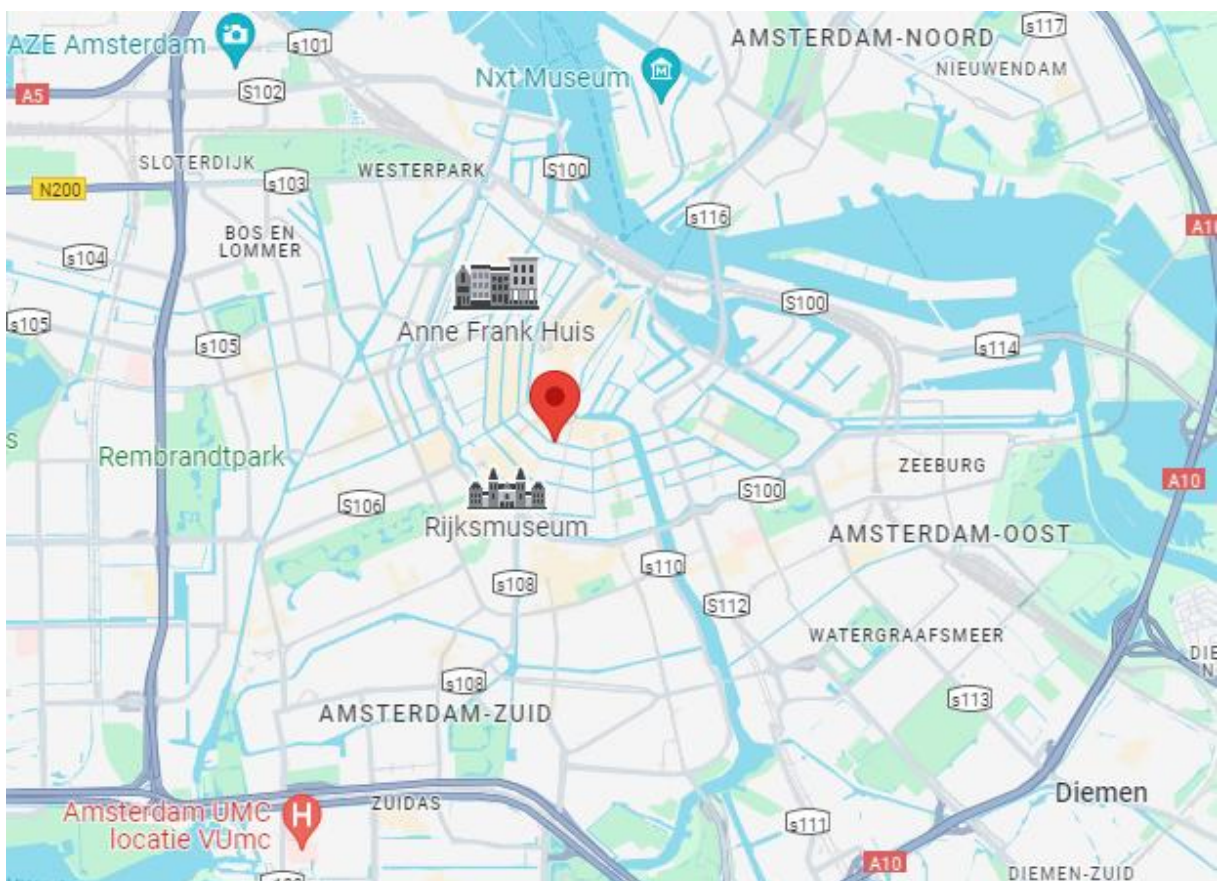 AZE Amsterdam
s101
AMSTERDAM-NOORD
s117
NIEUWENDAM
Nxt Museum
A5
S102
SLOTERDIJK
WESTERPARK
S100
s103
N200
s116
BOS EN
LOMMER
s104
S100
s105
s105
Anne Frank Huis
s114
S
Rembrandtpark
ZEEBURG
A10
S100
S106
Rijksmuseum
AMSTERDAM-OOST
s110
s108
S112
WATERGRAAFSMEER
DIE
N
s108
s113
AMSTERDAM-ZUID
Diemen
ZUIDAS
Amsterdam UMC
locatie VUmc
H
s111
A10
DIEMEN-ZUID